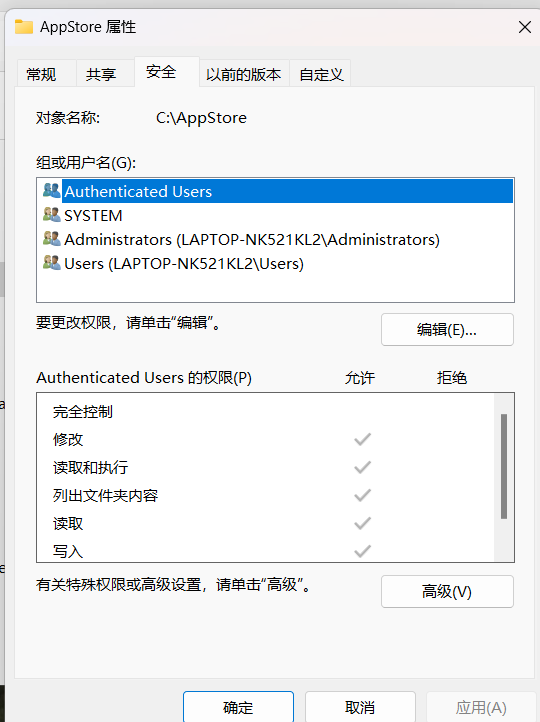 AppStore 属性
常规 共享 安全 以前的版本 自定义
对象名称: C:\AppStore
组或用户名(G):
Authenticated Users
SYSTEM
Administrators (LAPTOP-NK521KL2\Administrators)
Users (LAPTOP-NK521KL2\Users)
要更改权限，请单击“编辑”。
编辑(E)...
Authenticated Users 的权限(P) 允许 拒绝
完全控制
修改
读取和执行
列出文件夹内容
读取
写入
有关特殊权限或高级设置，请单击“高级”。
高级(V)
确定 取消 应用(A)